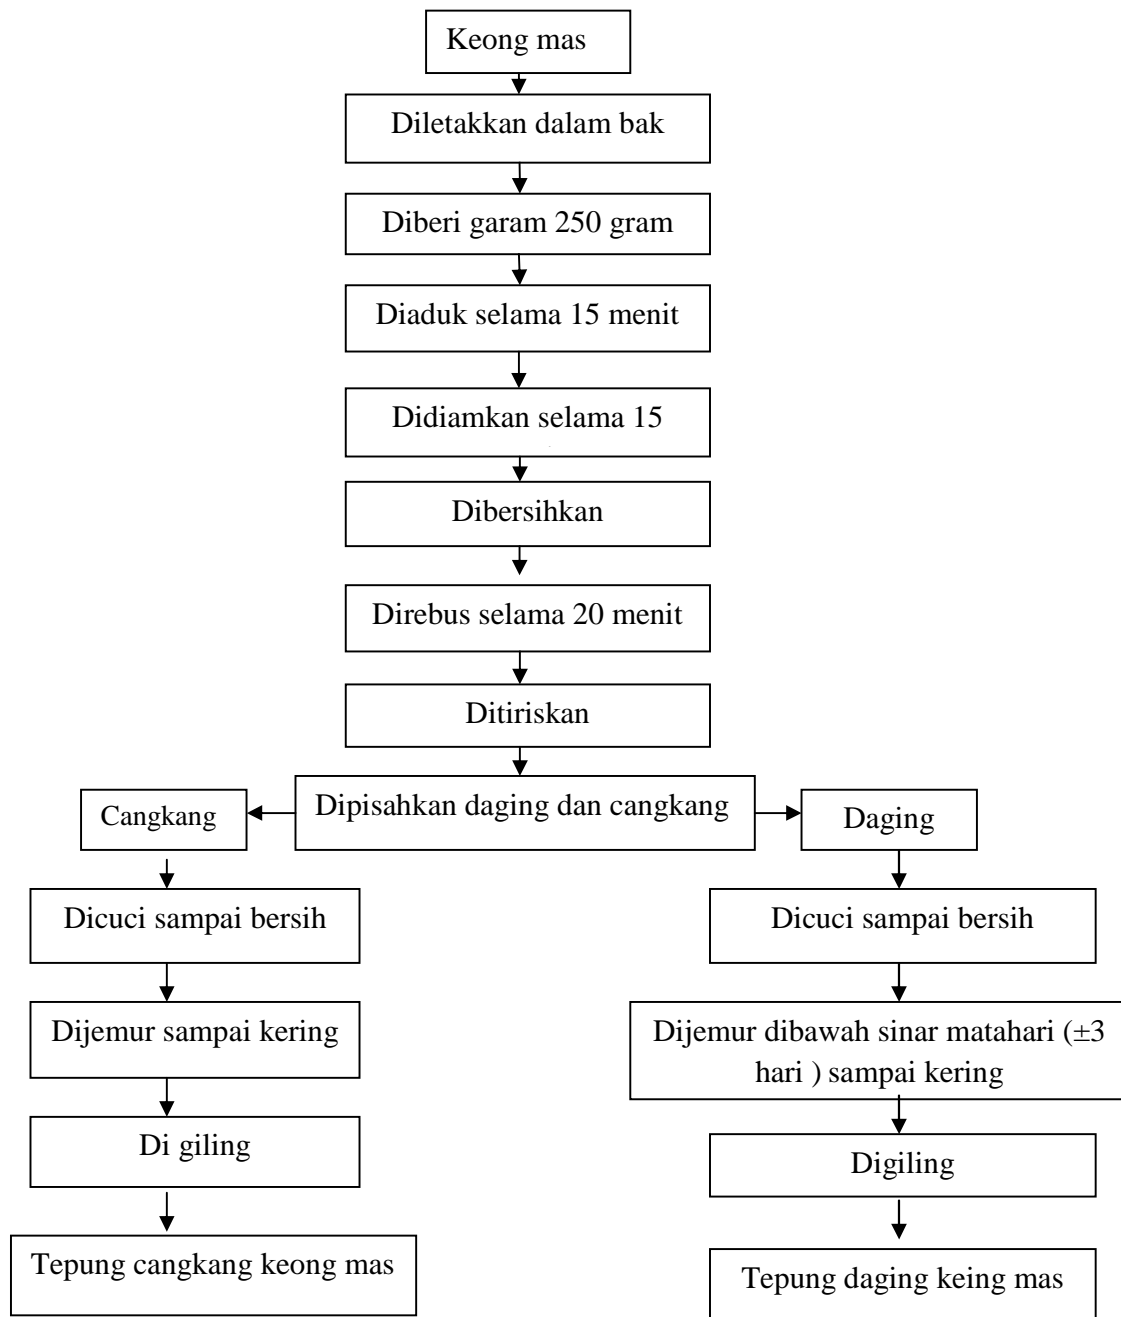 Keong mas
Diletakkan dalam bak
Diberi garam 250 gram
Diaduk selama 15 menit
Didiamkan selama 15
Dibersihkan
Direbus selama 20 menit
Ditiriskan
Dipisahkan daging dan cangkang
Cangkang
Daging
Dicuci sampai bersih
Dicuci sampai bersih
Dijemur sampai kering
Dijemur dibawah sinar matahari (±3
hari ) sampai kering
Di giling
Digiling
Tepung cangkang keong mas
Tepung daging keing mas